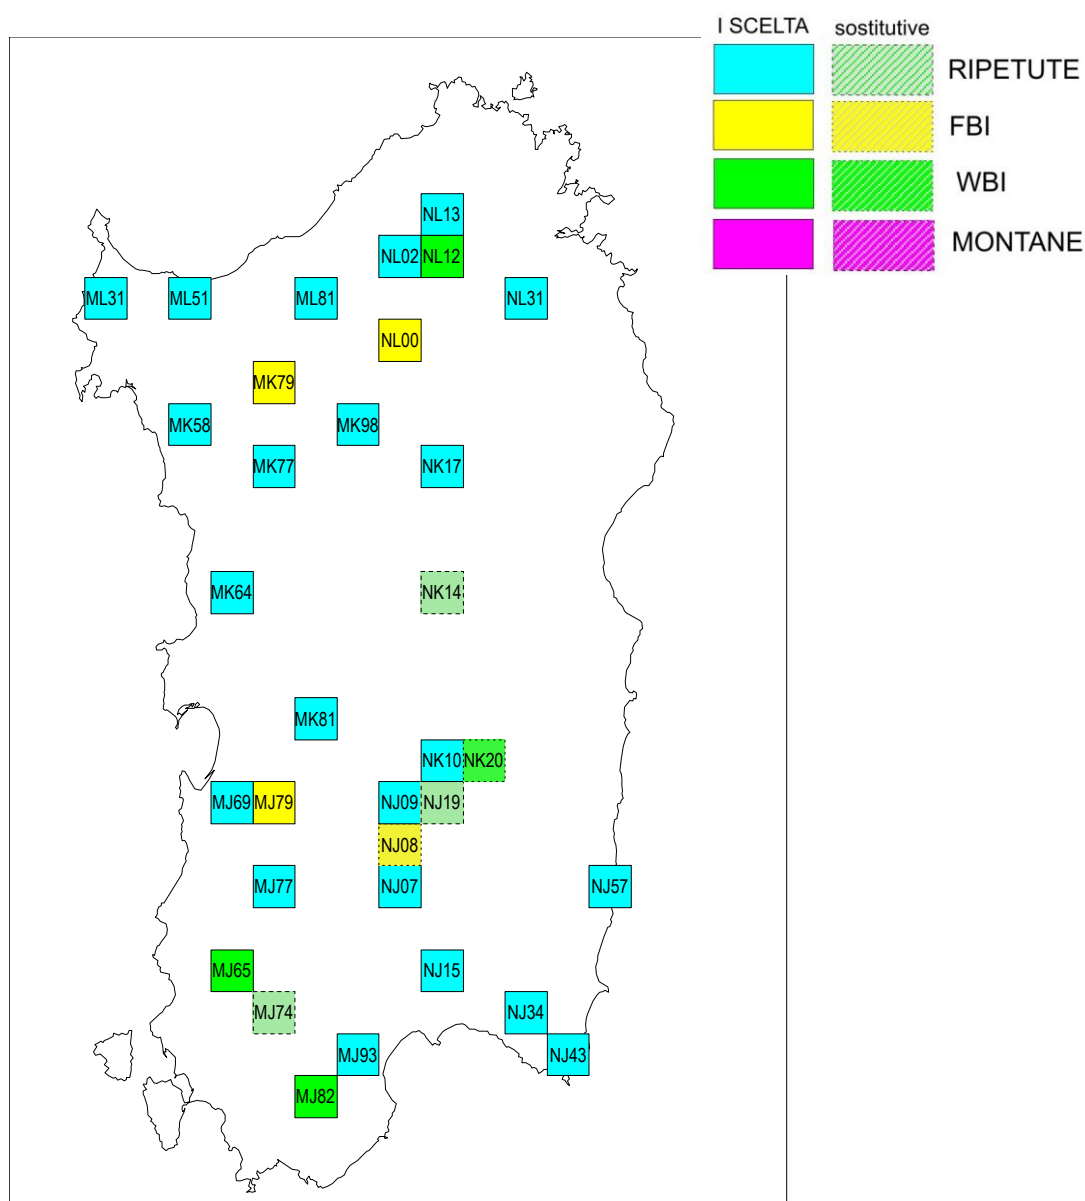 I SCELTA sostitutive
RIPETUTE
FBI
WBI
MONTANE
NL13
NL02 NL12
ML31 ML51 ML81 NL31
NL00
MK79
MK58 MK98
MK77 NK17
MK64 NK14
MK81
NK10 NK20
MJ69 MJ79 NJ09 NJ19
NJ08
MJ77 NJ07 NJ57
MJ65 NJ15
MJ74 NJ34
MJ93 NJ43
MJ82